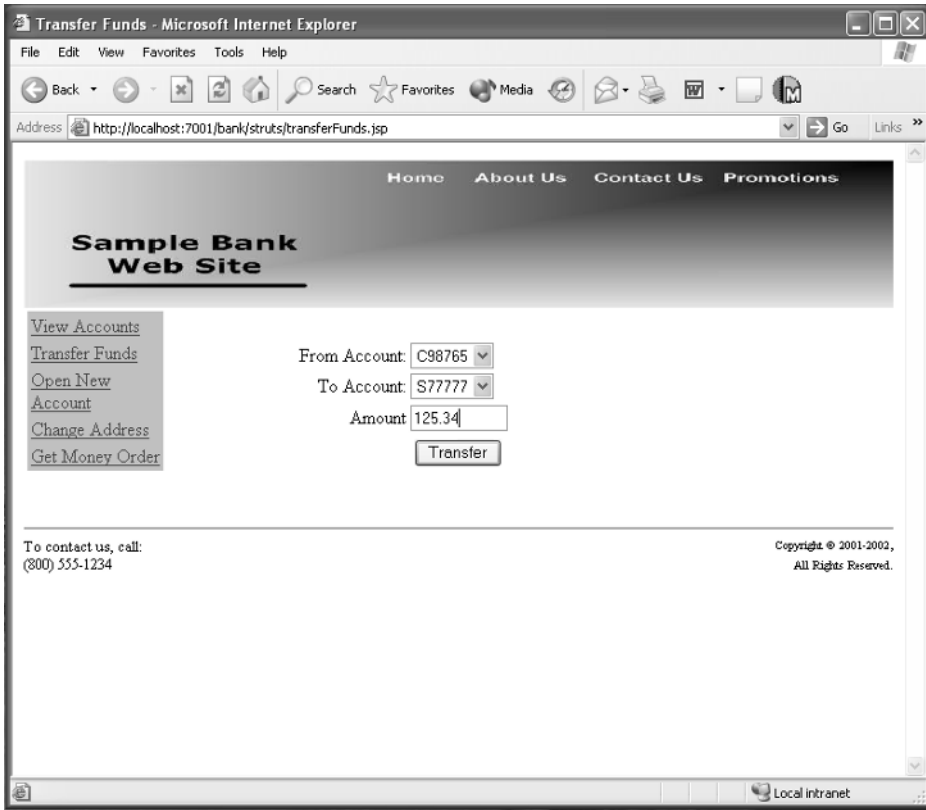 Transfer Funds - Microsoft Internet Explorer
File Edit View Favorites Tools Help
Back Search Favorites Media W M
Address http://localhost:7001/bank/struts/transferFunds.jsp Go Links »
Home About Us Contact Us Promotions
Sample Bank
Web Site
View Accounts
Transfer Funds
Open New
Account
Change Address
Get Money Order
From Account: C98765
To Account: S77777
Amount 125.34
Transfer
To contact us, call:
(800) 555-1234
Copyright © 2001-2002,
All Rights Reserved.
Local intranet